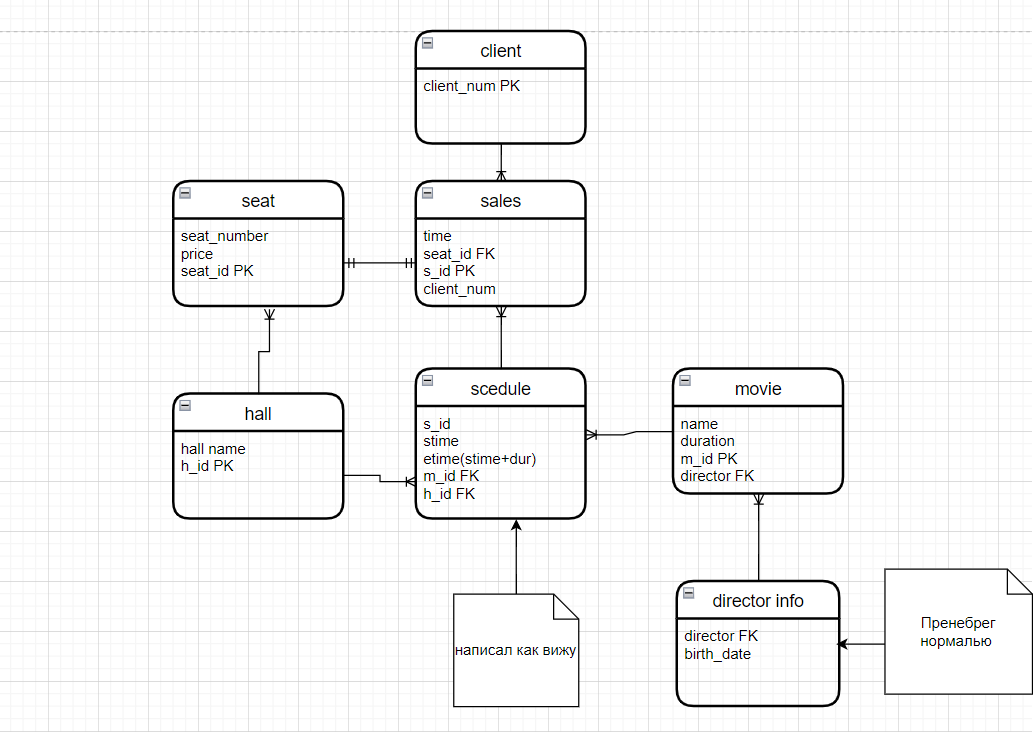 client
client_num PK
seat
seat_number
price
seat_id PK
sales
time
seat_id FK
s_id PK
client_num
hall
hall name
h_id PK
scedule
s_id
stime
etime(stime+dur)
m_id FK
h_id FK
movie
name
duration
m_id PK
director FK
director info
director FK
birth_date
написал как вижу
Пренебрег
нормалью